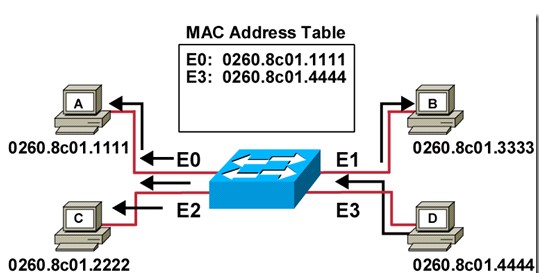 MAC Address Table
E0: 0260.8c01.1111
E3: 0260.8c01.4444
A
B
0260.8c01.1111
0260.8c01.3333
E0
E1
E2
E3
C
D
0260.8c01.2222
0260.8c01.4444